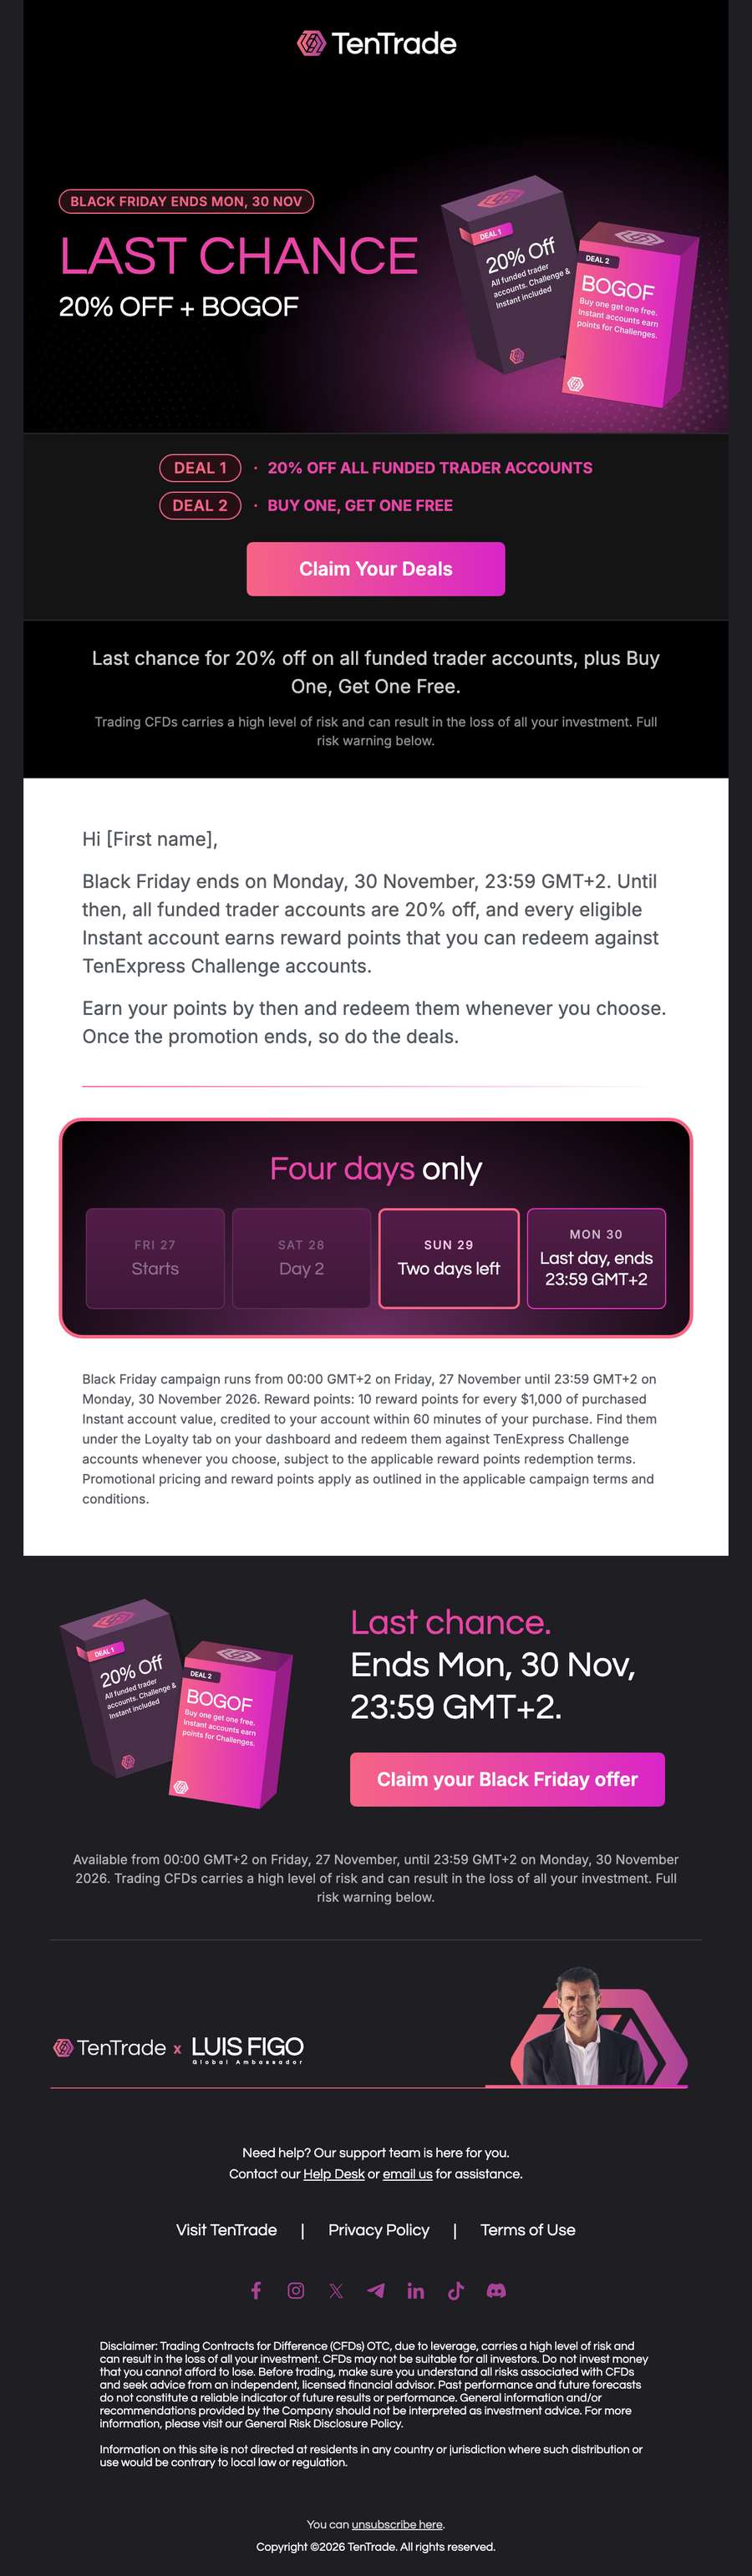 TenTrade
BLACK FRIDAY ENDS MON, 30 NOV
LAST CHANCE
20% OFF + BOGOF
DEAL 1
20% Off
All funded trader
accounts. Challenge &
Instant included
DEAL 2
BOGOF
Buy one get one free.
Instant accounts earn
points for Challenges.
DEAL 1 · 20% OFF ALL FUNDED TRADER ACCOUNTS
DEAL 2 · BUY ONE, GET ONE FREE
Claim Your Deals
Last chance for 20% off on all funded trader accounts, plus Buy
One, Get One Free.
Trading CFDs carries a high level of risk and can result in the loss of all your investment. Full
risk warning below.
Hi [First name],
Black Friday ends on Monday, 30 November, 23:59 GMT+2. Until
then, all funded trader accounts are 20% off, and every eligible
Instant account earns reward points that you can redeem against
TenExpress Challenge accounts.
Earn your points by then and redeem them whenever you choose.
Once the promotion ends, so do the deals.
Four days only
FRI 27
Starts
SAT 28
Day 2
SUN 29
Two days left
MON 30
Last day, ends
23:59 GMT+2
Black Friday campaign runs from 00:00 GMT+2 on Friday, 27 November until 23:59 GMT+2 on
Monday, 30 November 2026. Reward points: 10 reward points for every $1,000 of purchased
Instant account value, credited to your account within 60 minutes of your purchase. Find them
under the Loyalty tab on your dashboard and redeem them against TenExpress Challenge
accounts whenever you choose, subject to the applicable reward points redemption terms.
Promotional pricing and reward points apply as outlined in the applicable campaign terms and
conditions.
DEAL 1
20% Off
All funded trader
accounts. Challenge &
Instant included
DEAL 2
BOGOF
Buy one get one free.
Instant accounts earn
points for Challenges.
Last chance.
Ends Mon, 30 Nov,
23:59 GMT+2.
Claim your Black Friday offer
Available from 00:00 GMT+2 on Friday, 27 November, until 23:59 GMT+2 on Monday, 30 November
2026. Trading CFDs carries a high level of risk and can result in the loss of all your investment. Full
risk warning below.
TenTrade x LUIS FIGO
Global Ambassador
Need help? Our support team is here for you.
Contact our Help Desk or email us for assistance.
Visit TenTrade | Privacy Policy | Terms of Use
Disclaimer: Trading Contracts for Difference (CFDs) OTC, due to leverage, carries a high level of risk and
can result in the loss of all your investment. CFDs may not be suitable for all investors. Do not invest money
that you cannot afford to lose. Before trading, make sure you understand all risks associated with CFDs
and seek advice from an independent, licensed financial advisor. Past performance and future forecasts
do not constitute a reliable indicator of future results or performance. General information and/or
recommendations provided by the Company should not be interpreted as investment advice. For more
information, please visit our General Risk Disclosure Policy.
Information on this site is not directed at residents in any country or jurisdiction where such distribution or
use would be contrary to local law or regulation.
You can unsubscribe here.
Copyright ©2026 TenTrade. All rights reserved.